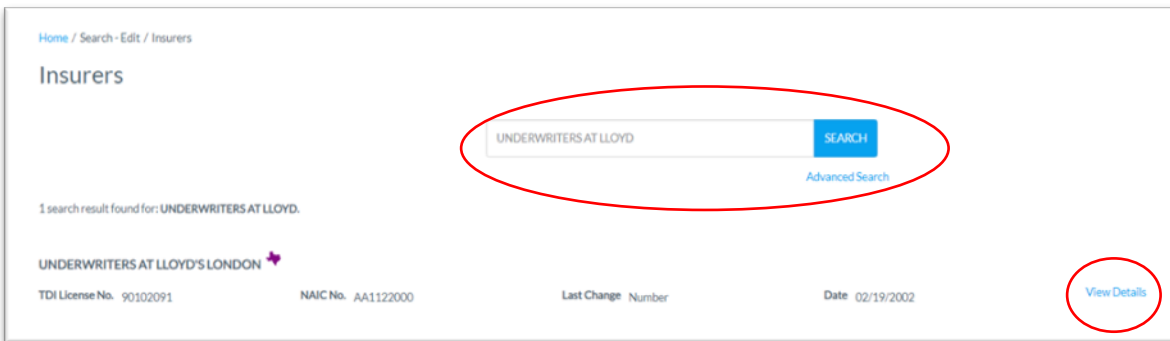 Home / Search - Edit / Insurers
Insurers
UNDERWRITERS AT LLOYD SEARCH
Advanced Search
1 search result found for: UNDERWRITERS AT LLOYD.
UNDERWRITERS AT LLOYD'S LONDON
TDI License No. 90102091 NAIC No. AA1122000 Last Change Number Date 02/19/2002 View Details